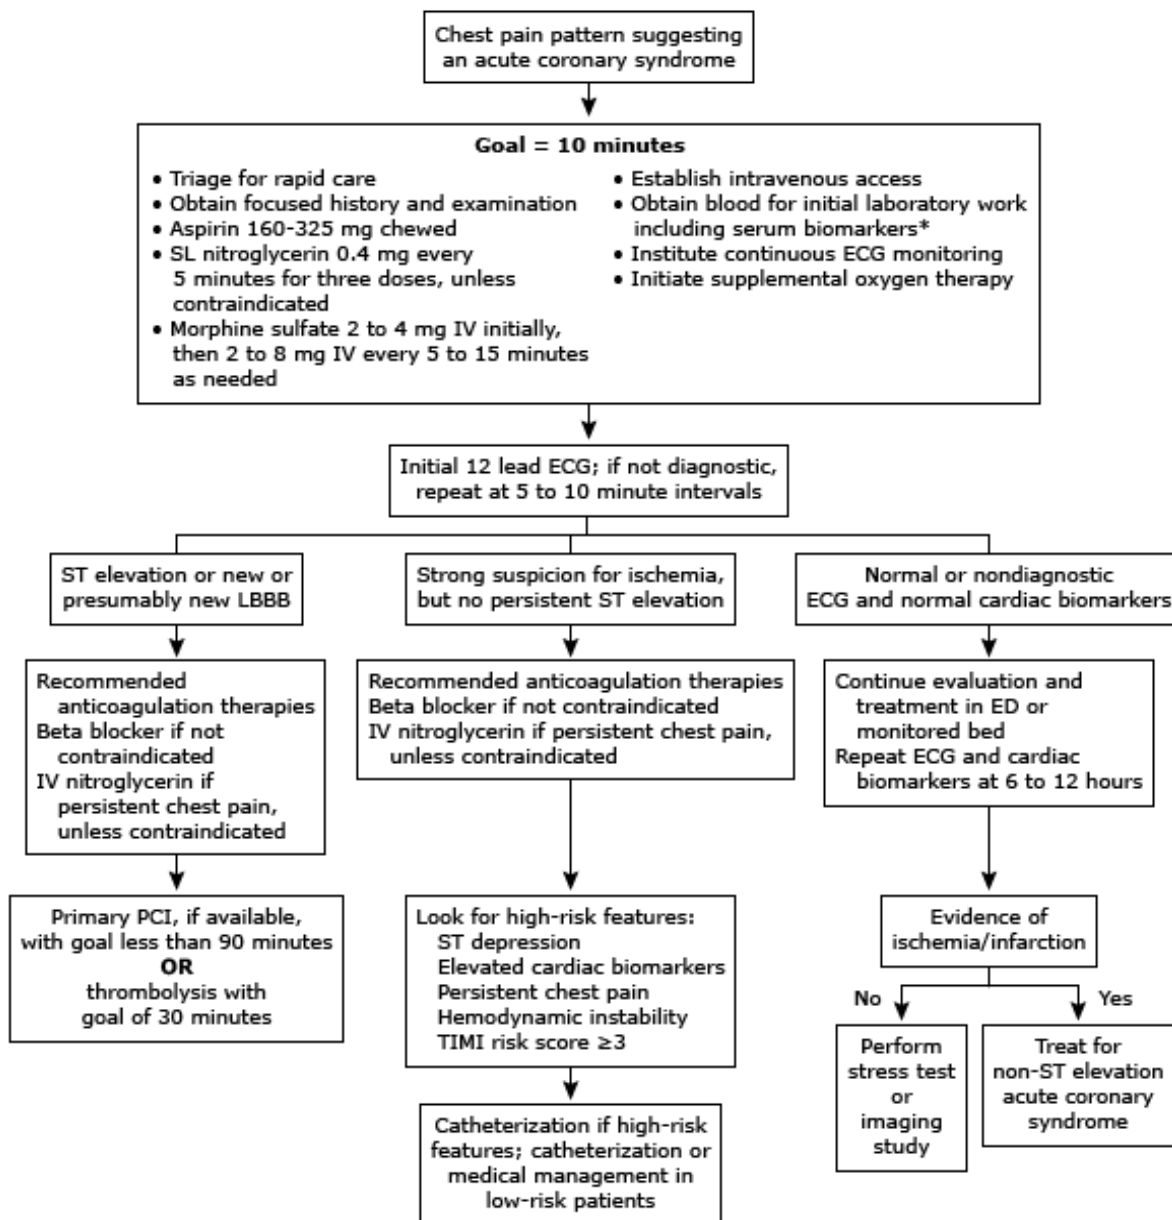 Chest pain pattern suggesting
an acute coronary syndrome
Goal = 10 minutes
• Triage for rapid care
• Obtain focused history and examination
• Aspirin 160-325 mg chewed
• SL nitroglycerin 0.4 mg every
5 minutes for three doses, unless
contraindicated
• Morphine sulfate 2 to 4 mg IV initially,
then 2 to 8 mg IV every 5 to 15 minutes
as needed
• Establish intravenous access
• Obtain blood for initial laboratory work
including serum biomarkers*
• Institute continuous ECG monitoring
• Initiate supplemental oxygen therapy
Initial 12 lead ECG; if not diagnostic,
repeat at 5 to 10 minute intervals
ST elevation or new or
presumably new LBBB
Recommended
anticoagulation therapies
Beta blocker if not
contraindicated
IV nitroglycerin if
persistent chest pain,
unless contraindicated
Primary PCI, if available,
with goal less than 90 minutes
OR
thrombolysis with
goal of 30 minutes
Strong suspicion for ischemia,
but no persistent ST elevation
Recommended anticoagulation therapies
Beta blocker if not contraindicated
IV nitroglycerin if persistent chest pain,
unless contraindicated
Look for high-risk features:
ST depression
Elevated cardiac biomarkers
Persistent chest pain
Hemodynamic instability
TIMI risk score ≥3
Catheterization if high-risk
features; catheterization or
medical management in
low-risk patients
Normal or nondiagnostic
ECG and normal cardiac biomarkers
Continue evaluation and
treatment in ED or
monitored bed
Repeat ECG and cardiac
biomarkers at 6 to 12 hours
Evidence of
ischemia/infarction
No
Yes
Perform
stress test
or
imaging
study
Treat for
non-ST elevation
acute coronary
syndrome